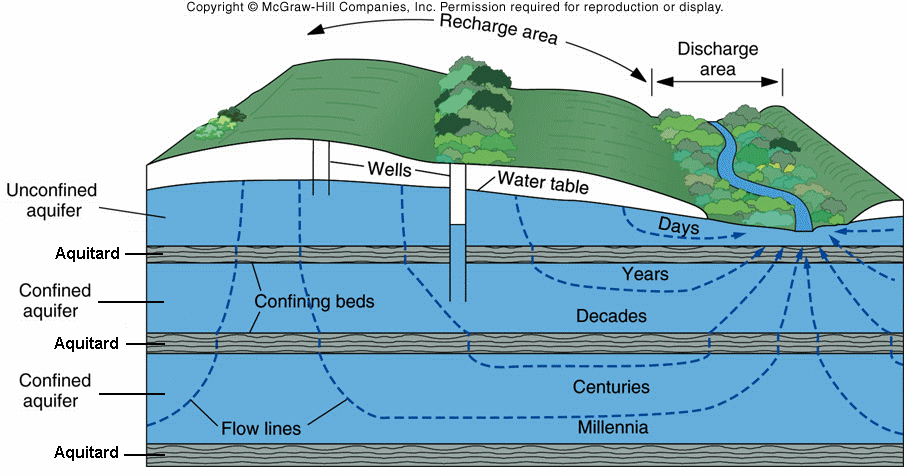 Copyright © McGraw-Hill Companies, Inc. Permission required for reproduction or display.
Recharge area
Discharge
area
Wells
Water table
Unconfined
aquifer
Days
Aquitard
Years
Confined
aquifer
Confining beds
Decades
Aquitard
Confined
aquifer
Centuries
Flow lines
Millennia
Aquitard